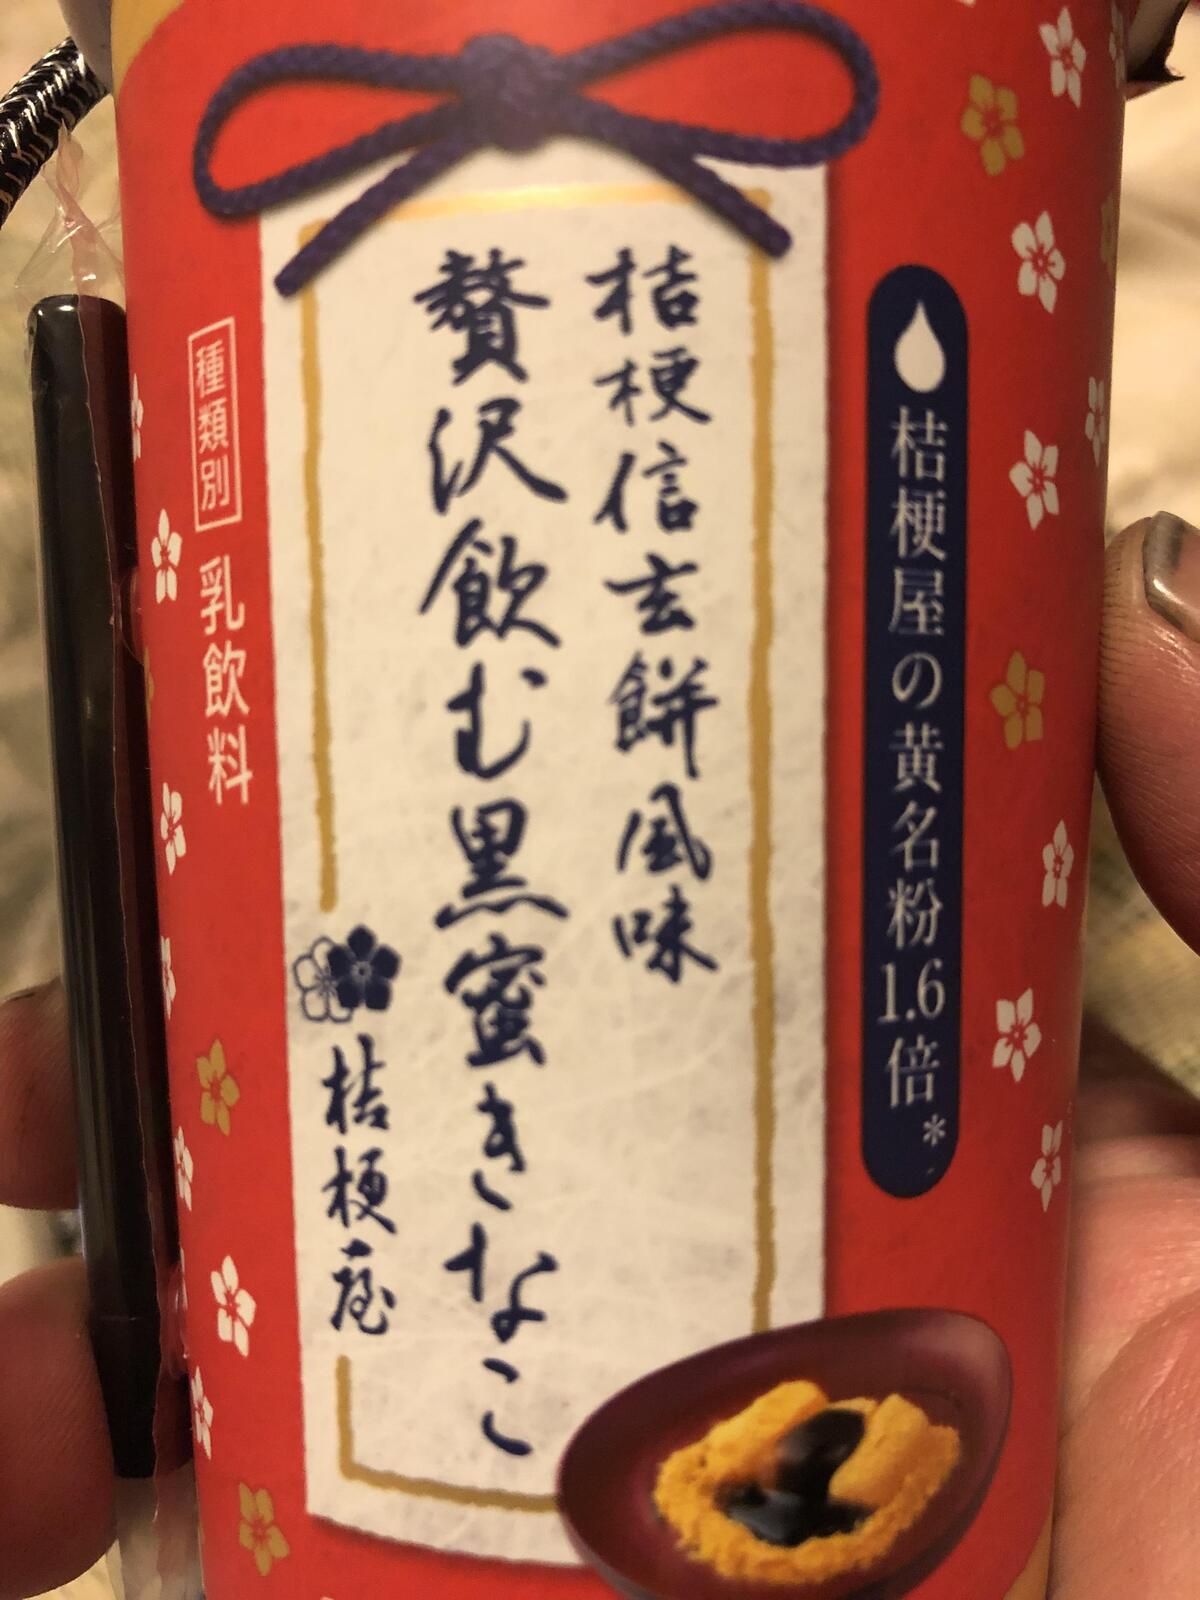 桔梗屋の黄名粉1.6倍*
桔梗信玄餅風味
贅沢飲む黒蜜きなこ
桔梗屋
種類別 乳飲料